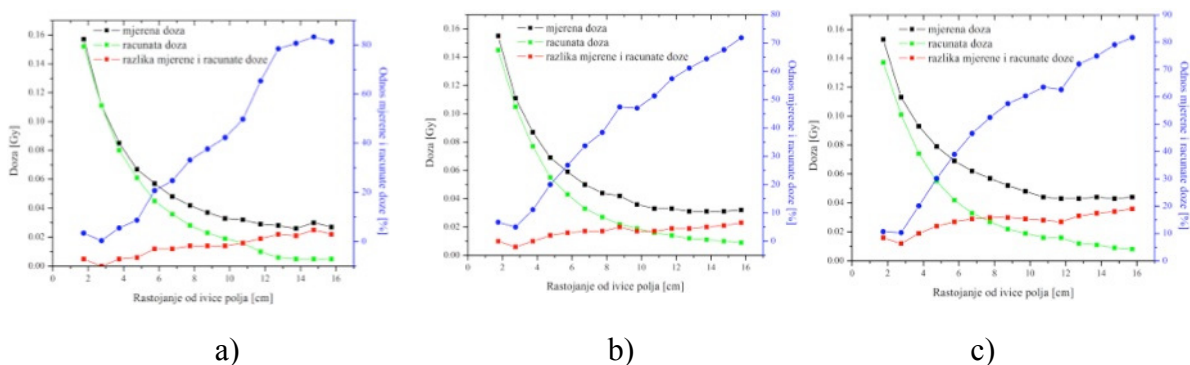 mjerena doza
racunata doza
razlika mjerene i racunate doze
Doza [Gy]
0.16
0.14
0.12
0.10
0.08
0.06
0.04
0.02
0.00
2 4 6 8 10 12 14 16
Rastojanje od ivice polja [cm]
80
60
40
20
0
Odnos mjerene i racunate doze [%]
a)
mjerena doza
racunata doza
razlika mjerene i racunate doze
Doza [Gy]
0.16
0.14
0.12
0.10
0.08
0.06
0.04
0.02
0.00
2 4 6 8 10 12 14 16
Rastojanje od ivice polja [cm]
80
70
60
50
40
30
20
10
0
-10
Odnos mjerene i racunate doze [%]
b)
mjerena doza
racunata doza
razlika mjerene i racunate doze
Doza [Gy]
0.16
0.14
0.12
0.10
0.08
0.06
0.04
0.02
0.00
2 4 6 8 10 12 14 16
Rastojanje od ivice polja [cm]
90
80
70
60
50
40
30
20
10
0
Odnos mjerene i racunate doze [%]
c)